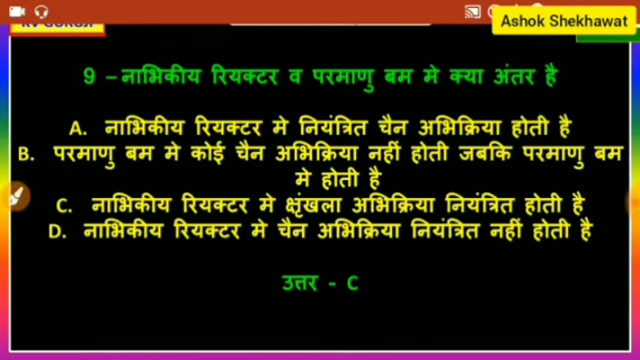 Ashok Shekhawat
9 – नाभिकीय रियक्टर व परमाणु बम मे क्या अंतर है
A. नाभिकीय रियक्टर मे नियंत्रित चैन अभिक्रिया होती है
B. परमाणु बम मे कोई चैन अभिक्रिया नहीं होती जबकि परमाणु बम
मे होती है
C. नाभिकीय रियक्टर मे क्षृंखला अभिक्रिया नियंत्रित होती है
D. नाभिकीय रियक्टर मे चैन अभिक्रिया नियंत्रित नहीं होती है
उत्तर - C